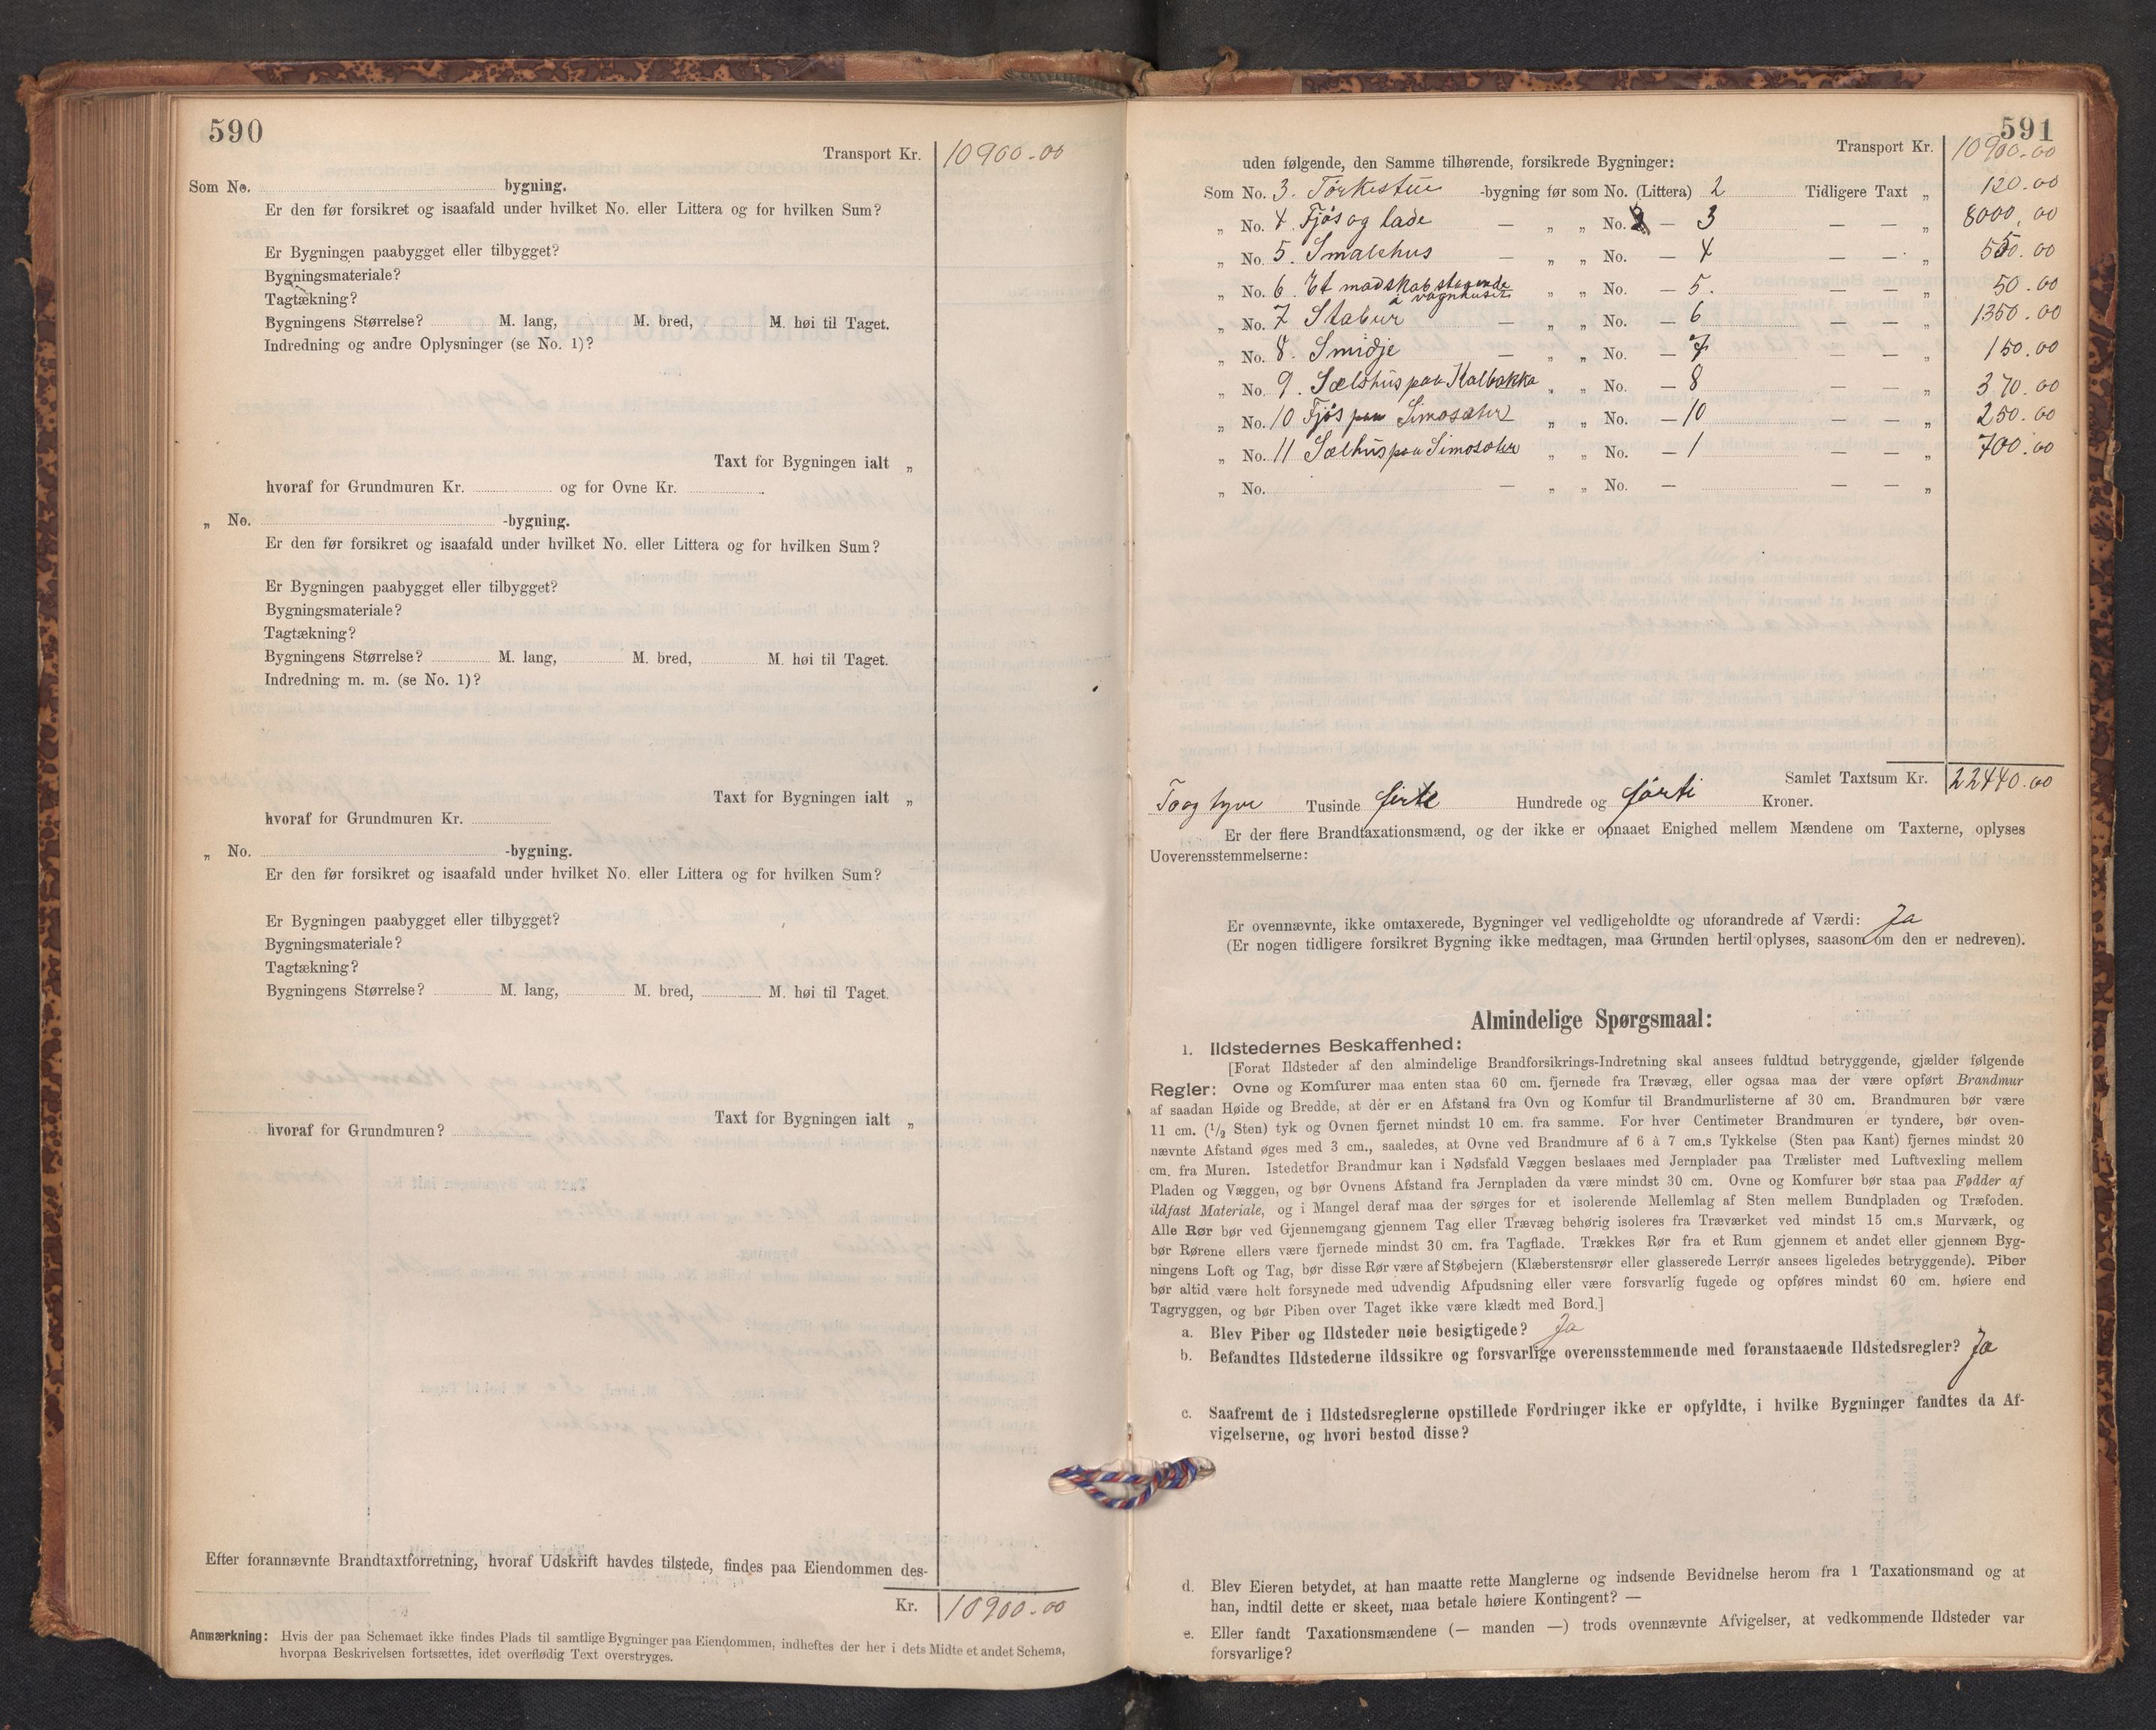 590
Transport Kr. 10900.00
Som No. bygning.
Er den før forsikret og isaafald under hvilket No. eller Littera og for hvilken Sum?
Er Bygningen paabygget eller tilbygget?
Bygningsmateriale?
Tagtækning?
Bygningens Størrelse? M. lang, M. bred, M. høi til Taget.
Indredning og andre Oplysninger (se No. 1)?
Taxt for Bygningen ialt „
hvoraf for Grundmuren Kr. og for Ovne Kr.
„ No. -bygning.
Er den før forsikret og isaafald under hvilket No. eller Littera og for hvilken Sum?
Er Bygningen paabygget eller tilbygget?
Bygningsmateriale?
Tagtækning?
Bygningens Størrelse? M. lang, M. bred, M. høi til Taget.
Indredning m. m. (se No. 1)?
Taxt for Bygningen ialt „
hvoraf for Grundmuren Kr.
„ No. -bygning.
Er den før forsikret og isaafald under hvilket No. eller Littera og for hvilken Sum?
Er Bygningen paabygget eller tilbygget?
Bygningsmateriale?
Tagtækning?
Bygningens Størrelse? M. lang, M. bred, M. høi til Taget.
Taxt for Bygningen ialt „
hvoraf for Grundmuren?
Efter forannævnte Brandtaxtforretning, hvoraf Udskrift havdes tilstede, findes paa Eiendommen des-
Kr. 10900.00
Anmærkning: Hvis der paa Schemaet ikke findes Plads til samtlige Bygninger paa Eiendommen, indheftes der her i dets Midte et andet Schema,
hvorpaa Beskrivelsen fortsættes, idet overflødig Text overstryges.
591
Transport Kr. 10900.00
uden følgende, den Samme tilhørende, forsikrede Bygninger:
Som No. 3. Tørkestue -bygning før som No. (Littera) 2 Tidligere Taxt „ 120.00
„ No. 4. Fjøs og lade — „ „ No. — 3 — — „ 8000.00
„ No. 5. Smalehus — „ „ No. — 4 — — „ 550.00
„ No. 6. Et madskab staaende
i vognhuset „ „ No. — 5. — — „ 50.00
„ No. 7 Stabur — „ „ No. — 6 — — „ 1350.00
„ No. 8. Smidje — „ „ No. — 7 — — „ 150.00
„ No. 9. Sælshus paa Kalbakka „ „ No. — 8 — — „ 370.00
„ No. 10 Fjøs paa Simosæter „ „ No. — 10 — — „ 250.00
„ No. 11 Sælhus paa Simosæter „ „ No. — 1 — — „ 700.00
„ No. — „ „ No. — — — „
Samlet Taxtsum Kr. 22440.00
To og tyve Tusinde fire Hundrede ogførti Kroner.
Er der flere Brandtaxationsmænd, og der ikke er opnaaet Enighed mellem Mændene om Taxterne, oplyses
Uoverensstemmelserne:
Er ovennævnte, ikke omtaxerede, Bygninger vel vedligeholdte og uforandrede af Værdi: Ja
(Er nogen tidligere forsikret Bygning ikke medtagen, maa Grunden hertil oplyses, saasom om den er nedreven).
Almindelige Spørgsmaal:
1. Ildstedernes Beskaffenhed:
[Forat Ildsteder af den almindelige Brandforsikrings-Indretning skal ansees fuldtud betryggende, gjælder følgende
Regler: Ovne og Komfurer maa enten staa 60 cm. fjernede fra Trævæg, eller ogsaa maa der være opført Brandmur
af saadan Høide og Bredde, at dér er en Afstand fra Ovn og Komfur til Brandmurlisterne af 30 cm. Brandmuren bør være
11 cm. (1/2 Sten) tyk og Ovnen fjernet mindst 10 cm. fra samme. For hver Centimeter Brandmuren er tyndere, bør oven-
nævnte Afstand øges med 3 cm., saaledes, at Ovne ved Brandmure af 6 à 7 cm.s Tykkelse (Sten paa Kant) fjernes mindst 20
cm. fra Muren. Istedetfor Brandmur kan i Nødsfald Væggen beslaaes med Jernplader paa Trælister med Luftvexling mellem
Pladen og Væggen, og bør Ovnens Afstand fra Jernpladen da være mindst 30 cm. Ovne og Komfurer bør staa paa Fødder af
ildfast Materiale, og i Mangel deraf maa der sørges for et isolerende Mellemlag af Sten mellem Bundpladen og Træfoden.
Alle Rør bør ved Gjennemgang gjennem Tag eller Trævæg behørig isoleres fra Træværket ved mindst 15 cm.s Murværk, og
bør Rørene ellers være fjernede mindst 30 cm. fra Tagflade. Trækkes Rør fra et Rum gjennem et andet eller gjennem Byg-
ningens Loft og Tag, bør disse Rør være af Støbejern (Klæberstensrør eller glasserede Lerrør ansees ligeledes betryggende). Piber
bør altid være helt forsynede med udvendig Afpudsning eller være forsvarlig fugede og opføres mindst 60 cm. høiere end
Tagryggen, og bør Piben over Taget ikke være klædt med Bord.]
a. Blev Piber og Ildsteder nøie besigtigede? Ja
b. Befandtes Ildstederne ildssikre og forsvarlige overensstemmende med foranstaaende Ildstedsregler? Ja
c. Saafremt de i Ildstedsreglerne opstillede Fordringer ikke er opfyldte, i hvilke Bygninger fandtes da Af-
vigelserne, og hvori bestod disse?
d. Blev Eieren betydet, at han maatte rette Manglerne og indsende Bevidnelse herom fra 1 Taxationsmand og at
han, indtil dette er skeet, maa betale høiere Kontingent? —
e. Eller fandt Taxationsmændene (— manden —) trods ovennævnte Afvigelser, at vedkommende Ildsteder var
forsvarlige?